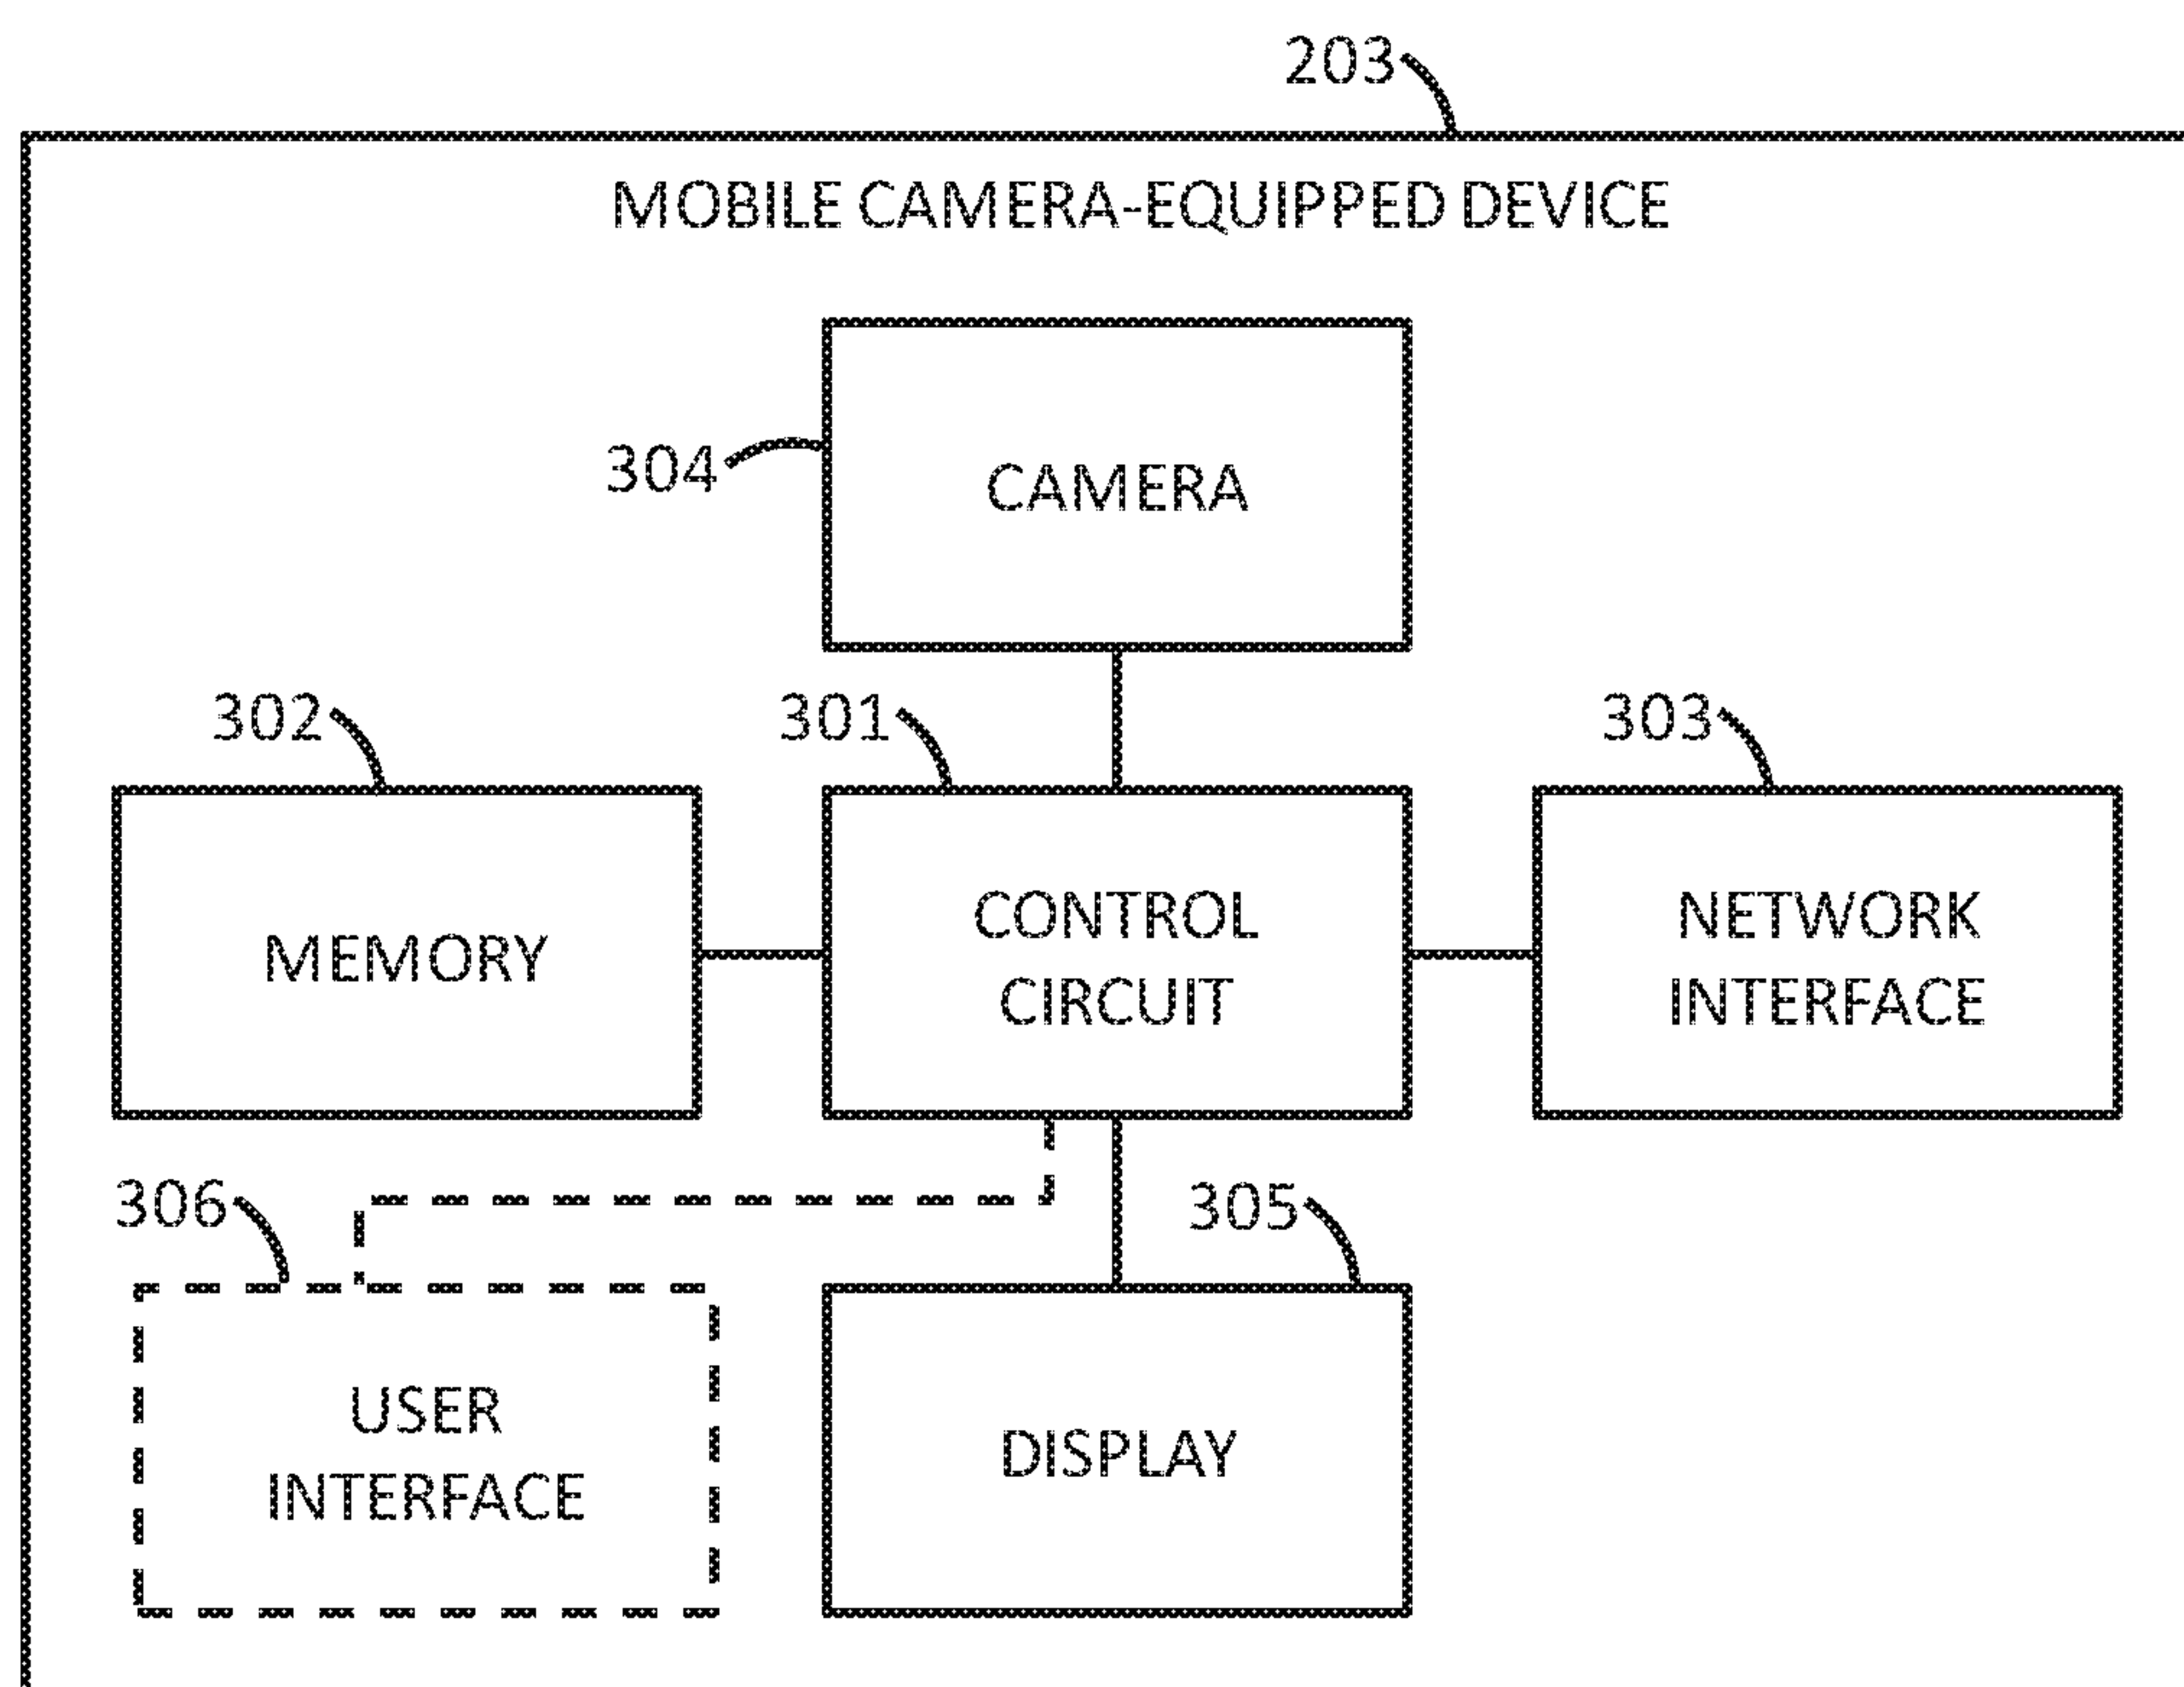 203
MOBILE CAMERA-EQUIPPED DEVICE
304
CAMERA
302
301
303
MEMORY
CONTROL
CIRCUIT
NETWORK
INTERFACE
306
305
USER
INTERFACE
DISPLAY